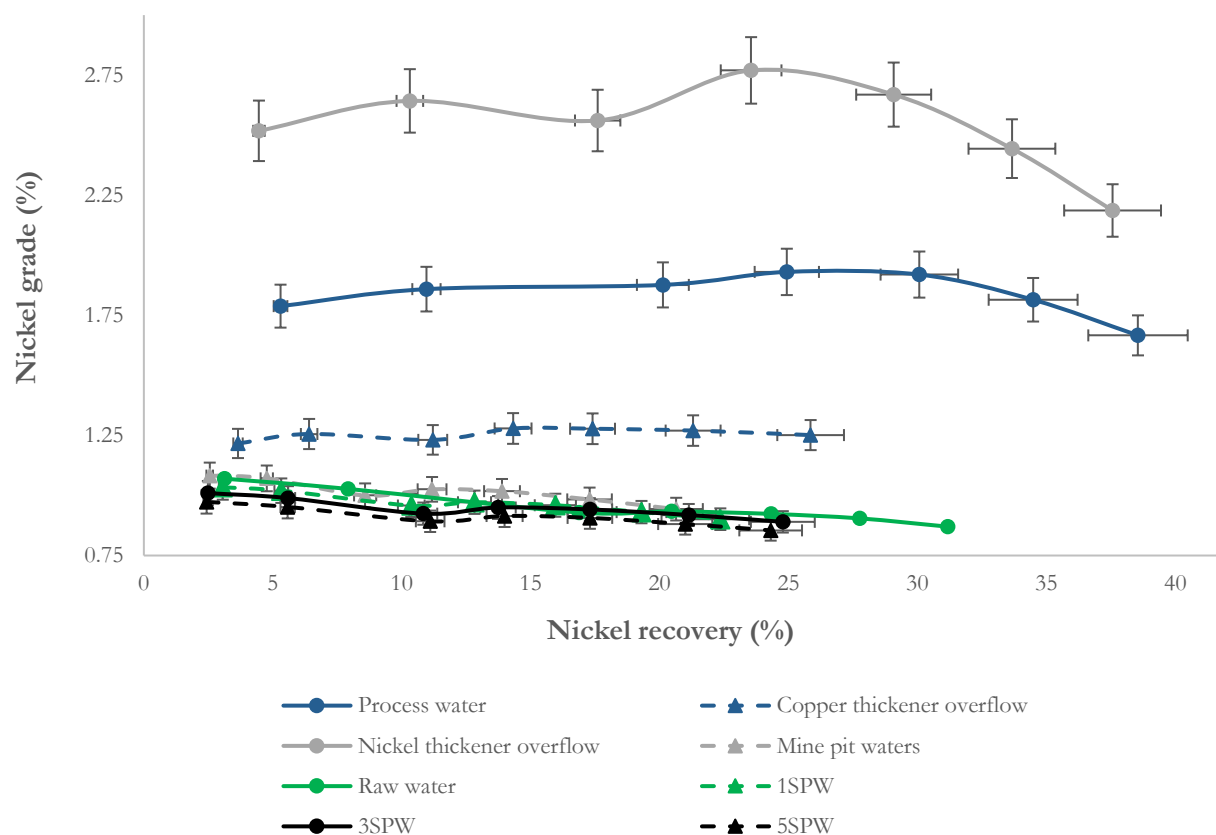 2.75
2.25
1.75
1.25
0.75
Nickel grade (%)
0 5 10 15 20 25 30 35 40
Nickel recovery (%)
Process water Copper thickener overflow
Nickel thickener overflow Mine pit waters
Raw water 1SPW
3SPW 5SPW